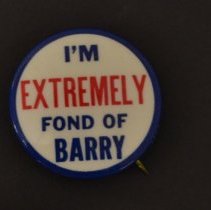 I'M
EXTREMELY
FOND OF
BARRY